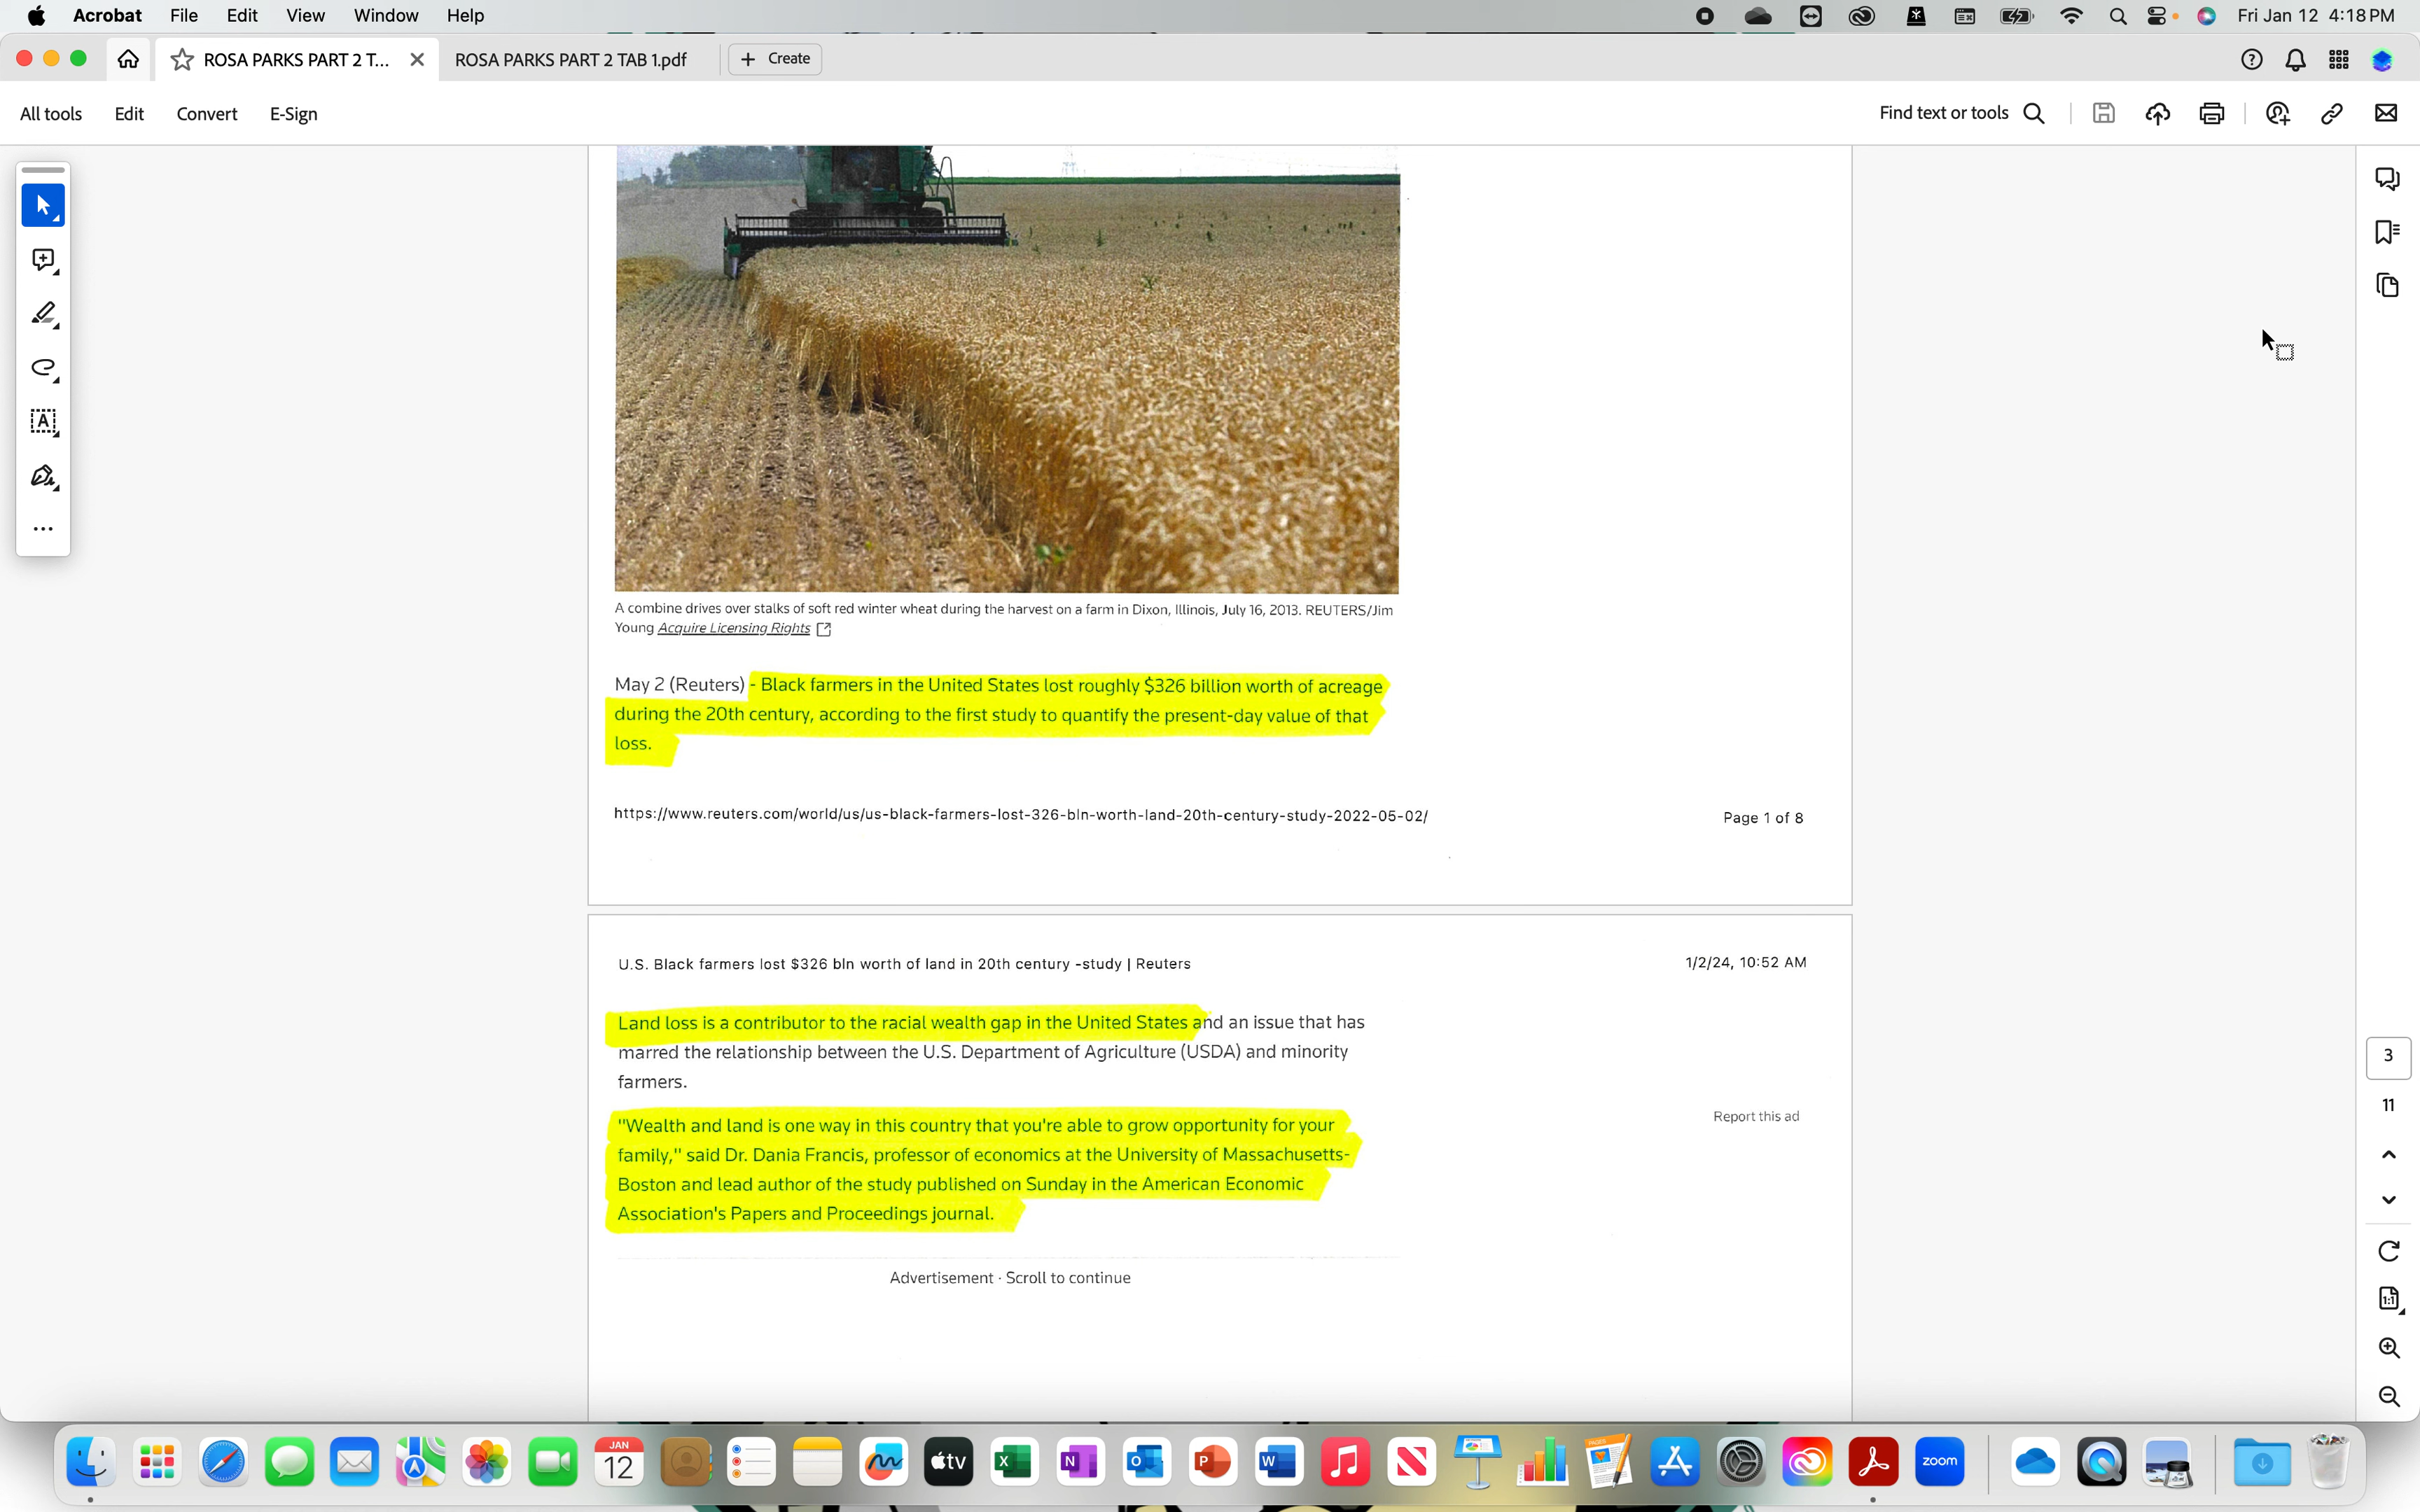 Acrobat File Edit View Window Help
Fri Jan 12 4:18 PM
ROSA PARKS PART 2 T...
ROSA PARKS PART 2 TAB 1.pdf
+ Create
All tools Edit Convert E-Sign
Find text or tools
A combine drives over stalks of soft red winter wheat during the harvest on a farm in Dixon, Illinois, July 16, 2013. REUTERS/Jim
Young Acquire Licensing Rights
May 2 (Reuters) - Black farmers in the United States lost roughly $326 billion worth of acreage
during the 20th century, according to the first study to quantify the present-day value of that
loss.
https://www.reuters.com/world/us/us-black-farmers-lost-326-bln-worth-land-20th-century-study-2022-05-02/
Page 1 of 8
U.S. Black farmers lost $326 bln worth of land in 20th century -study | Reuters
1/2/24, 10:52 AM
Land loss is a contributor to the racial wealth gap in the United States and an issue that has
marred the relationship between the U.S. Department of Agriculture (USDA) and minority
farmers.
"Wealth and land is one way in this country that you're able to grow opportunity for your
family," said Dr. Dania Francis, professor of economics at the University of Massachusetts-
Boston and lead author of the study published on Sunday in the American Economic
Association's Papers and Proceedings journal.
Report this ad
Advertisement · Scroll to continue
3
11
1:1
JAN
12
tv
X
N
O
P
W
PAGES
zoom